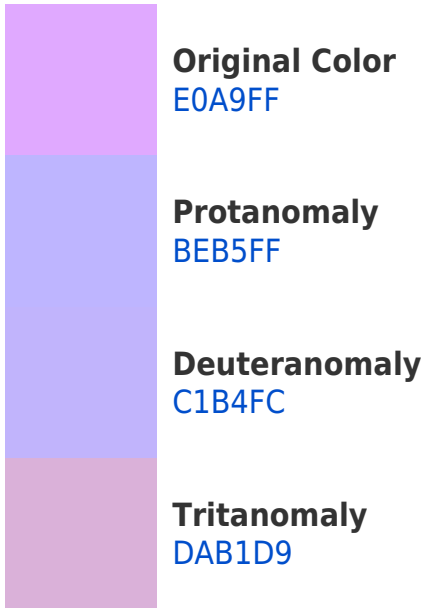 Original Color
E0A9FF
Protanomaly
BEB5FF
Deuteranomaly
C1B4FC
Tritanomaly
DAB1D9